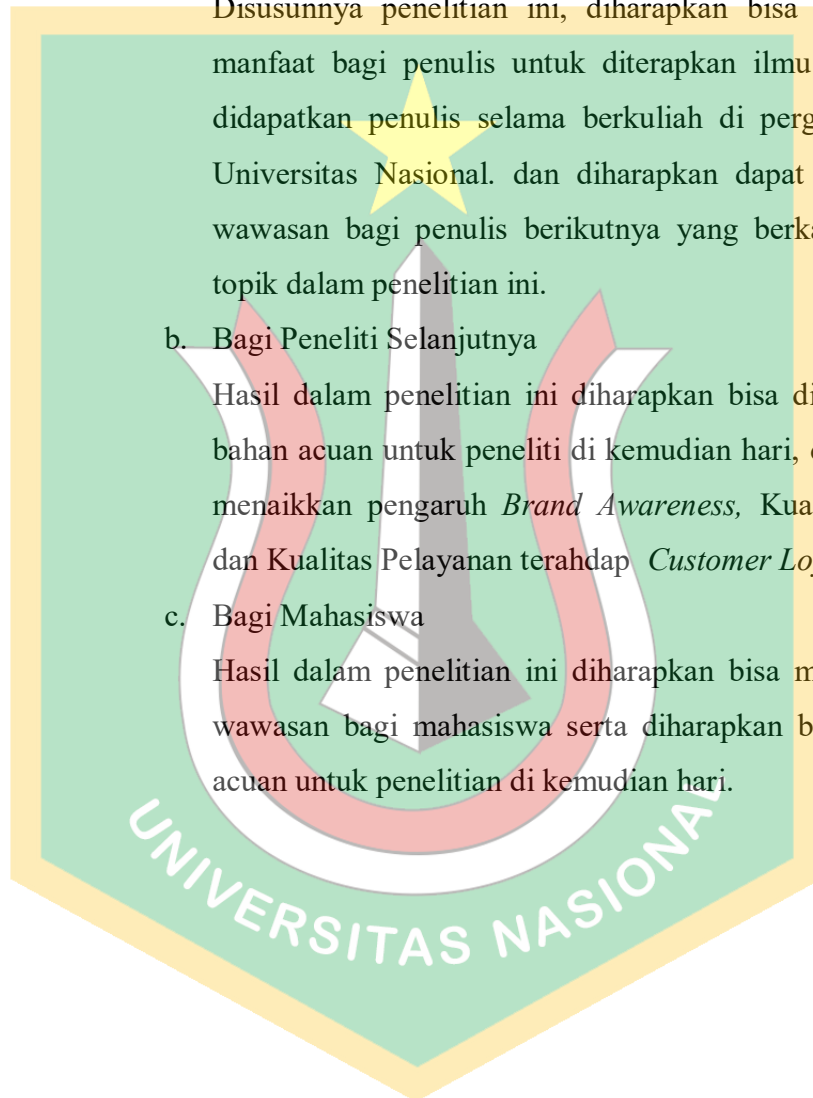 Disusunnya penelitian ini, diharapkan bisa
manfaat bagi penulis untuk diterapkan ilmu
didapatkan penulis selama berkuliah di perg
Universitas Nasional. dan diharapkan dapat
wawasan bagi penulis berikutnya yang berka
topik dalam penelitian ini.
b. Bagi Peneliti Selanjutnya
Hasil dalam penelitian ini diharapkan bisa di
bahan acuan untuk peneliti di kemudian hari,
menaikkan pengaruh Brand Awareness, Kua
dan Kualitas Pelayanan terahdap Customer Lo
c. Bagi Mahasiswa
Hasil dalam penelitian ini diharapkan bisa m
wawasan bagi mahasiswa serta diharapkan b
acuan untuk penelitian di kemudian hari.
UNIVERSITAS NASIONAL